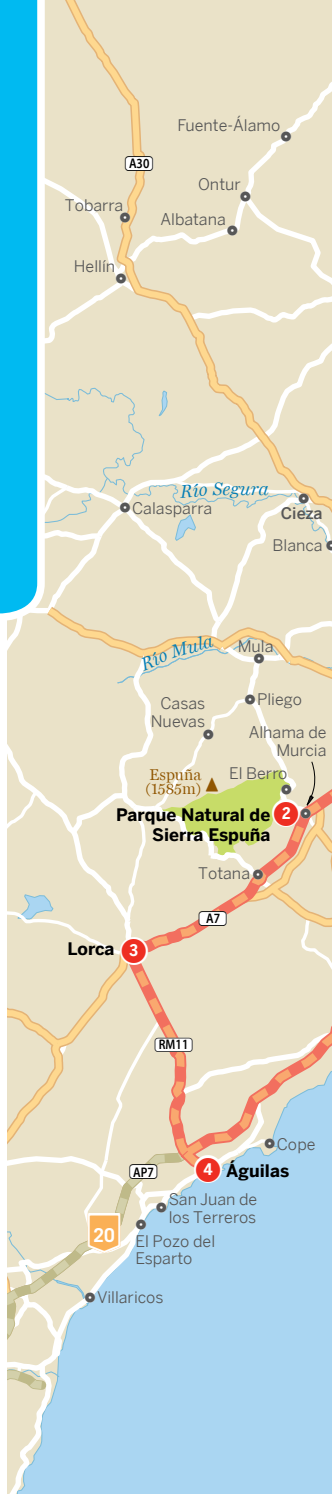 Fuente-Álamo
A30
Ontur
Tobarra
Albatana
Hellín
Río Segura
Calasparra
Cieza
Blanca
Río Mula
Mula
Pliego
Casas
Nuevas
Alhama de
Murcia
Espuña
(1585m)
El Berro
Parque Natural de
Sierra Espuña
2
Totana
A7
Lorca
3
RM11
Cope
AP7
4
Águilas
San Juan de
los Terreros
20
El Pozo del
Esparto
Villaricos